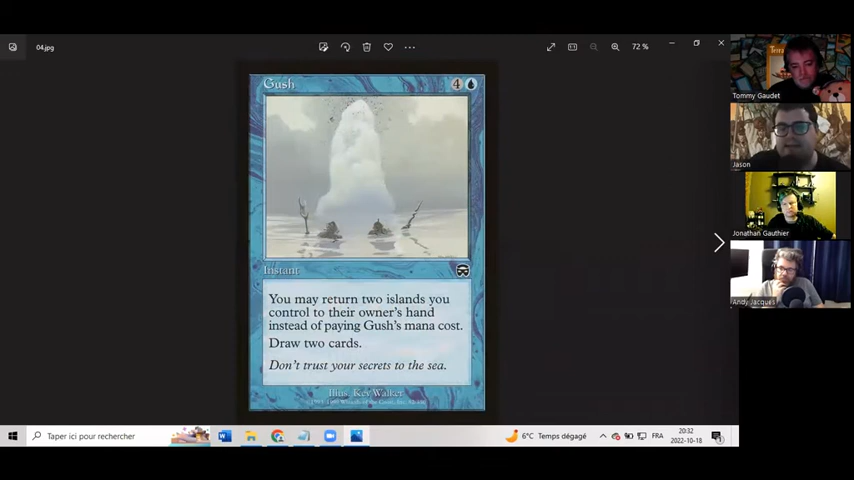 04.jpg
72 %
Gush
4
Instant
You may return two islands you
control to their owner's hand
instead of paying Gush's mana cost.
Draw two cards.
Don't trust your secrets to the sea.
Illus. Kev Walker
Tommy Gaudet
Jason
Jonathan Gauthier
Andy Jacques
Taper ici pour rechercher
6°C Temps dégagé
FRA
20:32
2022-10-18